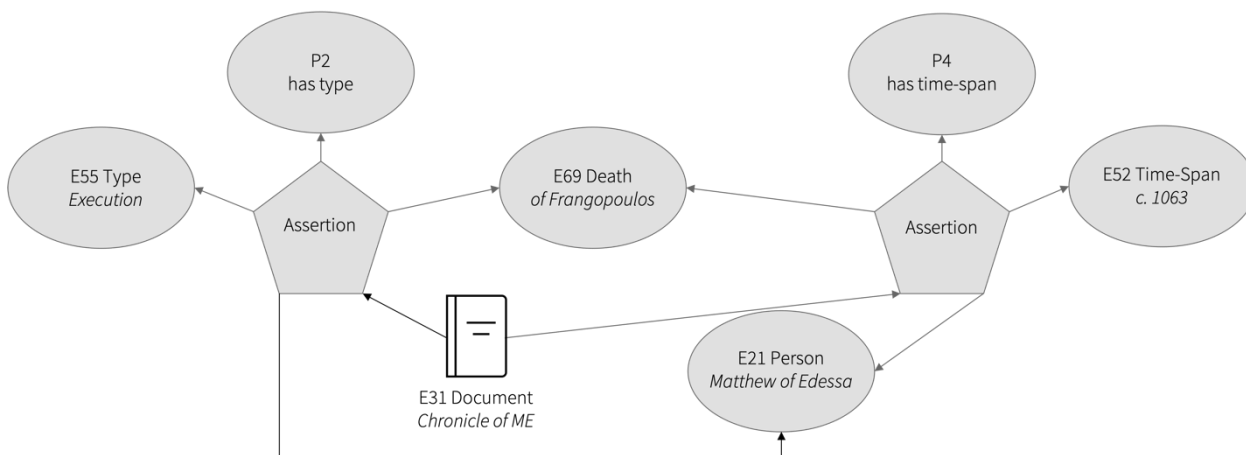 P2
has type
P4
has time-span
E55 Type
Execution
E69 Death
of Frangopoulos
E52 Time-Span
c. 1063
Assertion
Assertion
E21 Person
Matthew of Edessa
E31 Document
Chronicle of ME